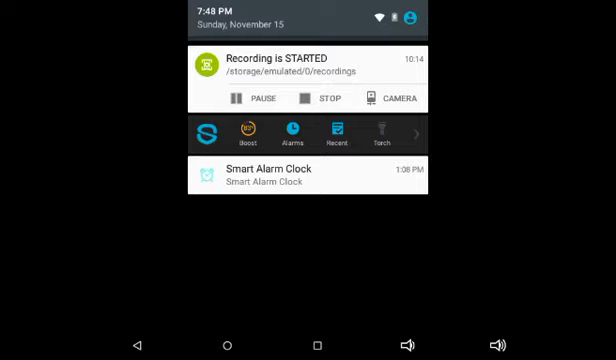 7:48 PM
Sunday, November 15
Recording is STARTED 10:14
/storage/emulated/0/recordings
PAUSE STOP CAMERA
Boost Alarms Recent Torch
Smart Alarm Clock 1:08 PM
Smart Alarm Clock